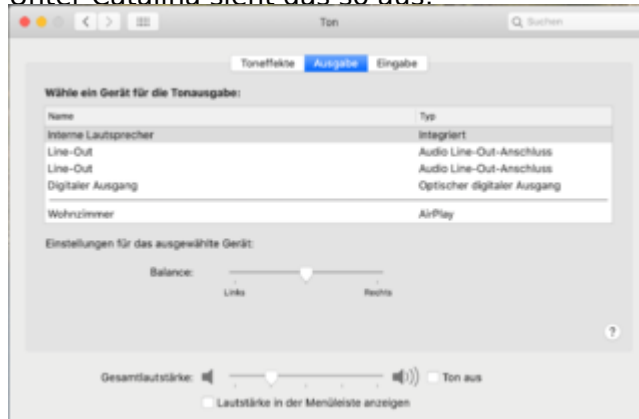 unter Catalina sieht das so aus:
Ton
Suchen
Toneffekte Ausgabe Eingabe
Wähle ein Gerät für die Tonausgabe:
Name Typ
Interne Lautsprecher Integriert
Line-Out Audio Line-Out-Anschluss
Line-Out Audio Line-Out-Anschluss
Digitaler Ausgang Optischer digitaler Ausgang
Wohnzimmer AirPlay
Einstellungen für das ausgewählte Gerät:
Balance:
Links Rechts
?
Gesamtlautstärke: Ton aus
Lautstärke in der Menüleiste anzeigen